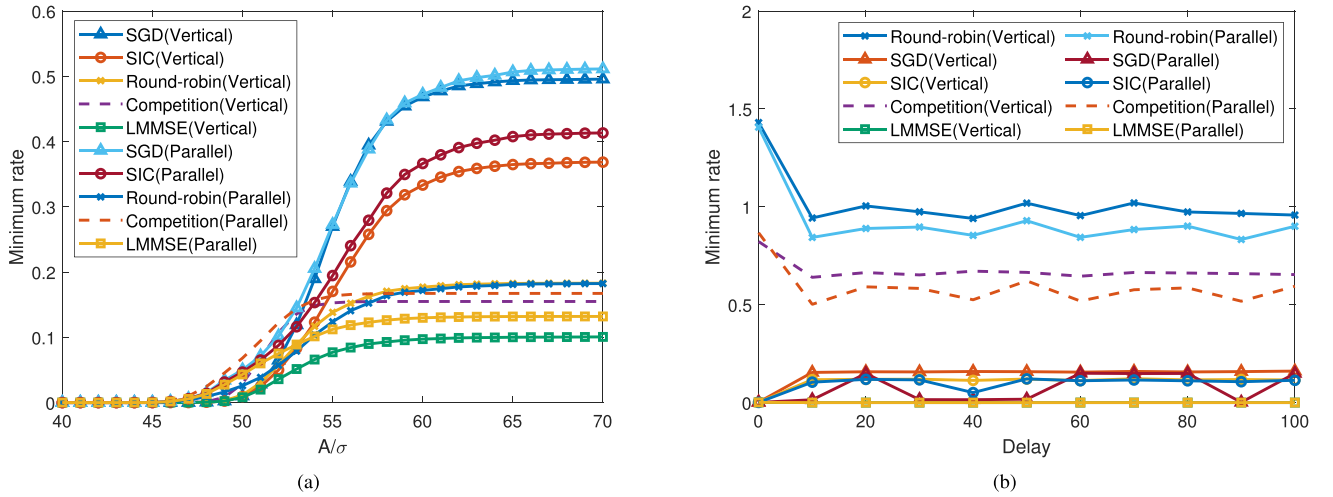 0.6
0.5
0.4
0.3
0.2
0.1
0
Minimum rate
SGD(Vertical)
SIC(Vertical)
Round-robin(Vertical)
Competition(Vertical)
LMMSE(Vertical)
SGD(Parallel)
SIC(Parallel)
Round-robin(Parallel)
Competition(Parallel)
LMMSE(Parallel)
40 45 50 55 60 65 70
A/σ
(a)
2
1.5
1
0.5
0
Minimum rate
Round-robin(Vertical) Round-robin(Parallel)
SGD(Vertical) SGD(Parallel)
SIC(Vertical) SIC(Parallel)
Competition(Vertical) Competition(Parallel)
LMMSE(Vertical) LMMSE(Parallel)
0 20 40 60 80 100
Delay
(b)